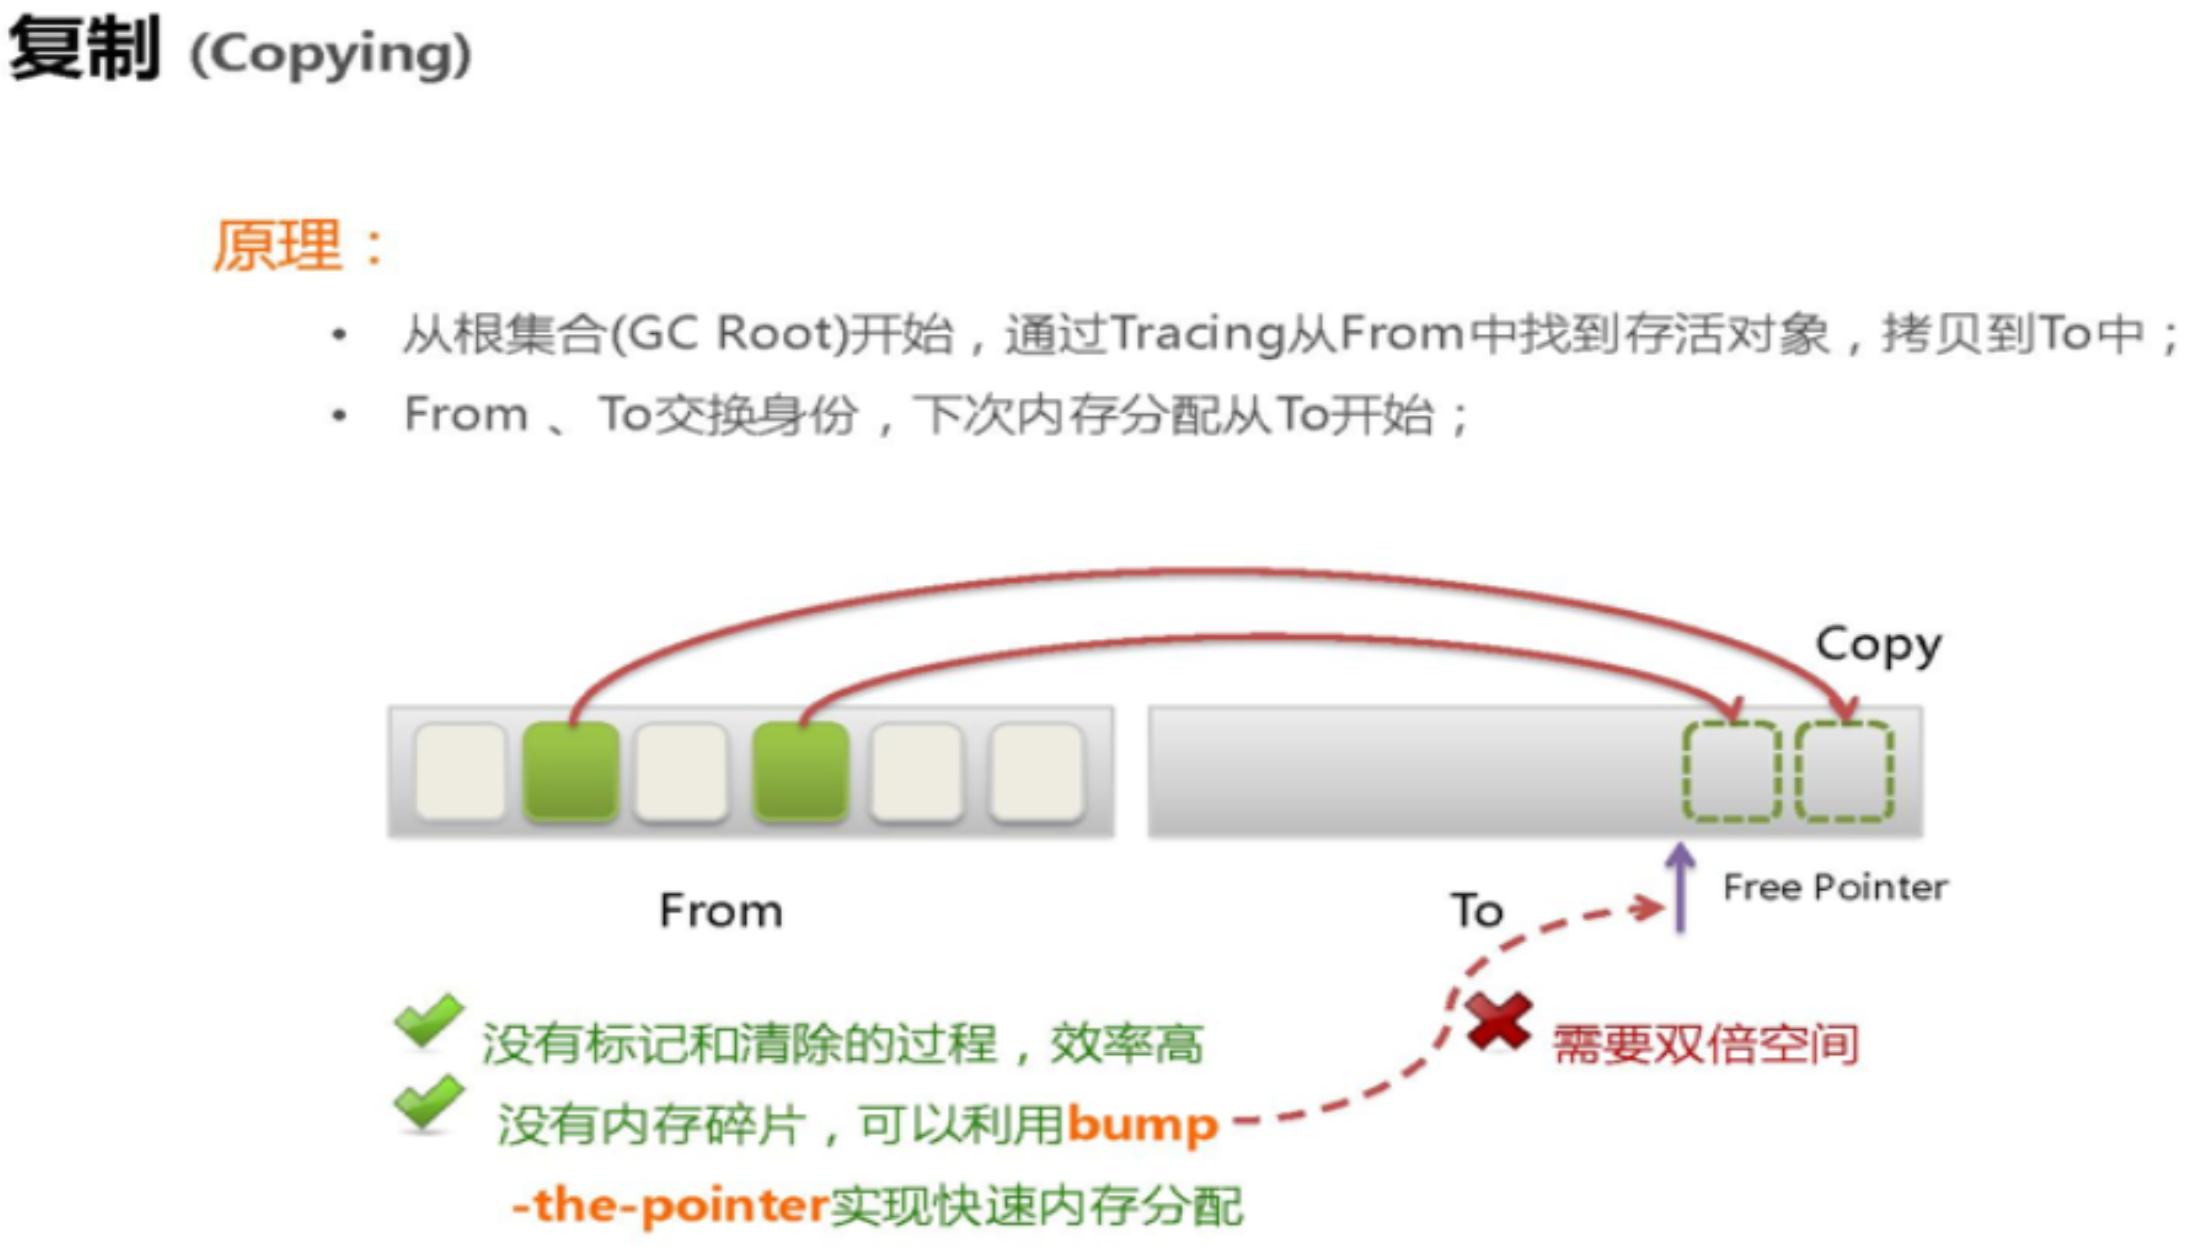 复制 (Copying)
原理：
• 从根集合(GC Root)开始，通过Tracing从From中找到存活对象，拷贝到To中；
• From 、To交换身份，下次内存分配从To开始；
Copy
From
To
Free Pointer
没有标记和清除的过程，效率高
需要双倍空间
没有内存碎片，可以利用bump
-the-pointer实现快速内存分配